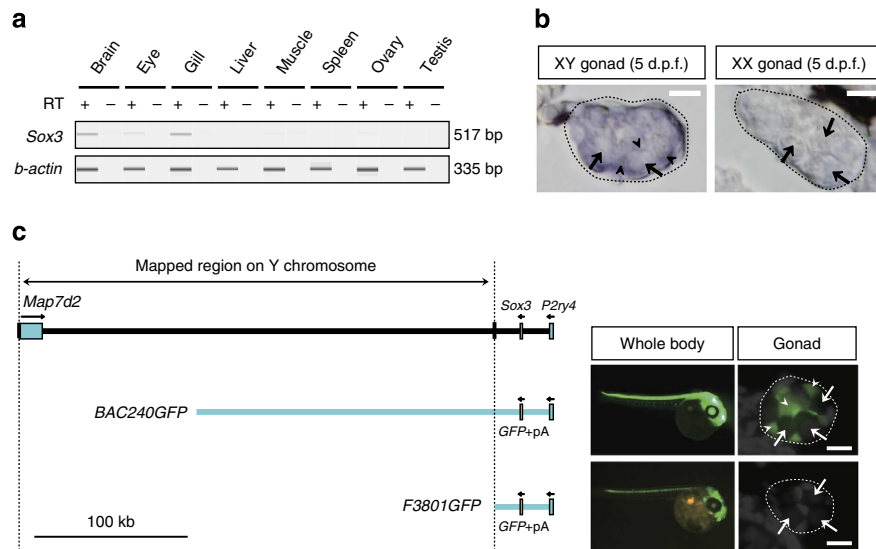 a
Brain Eye Gill Liver Muscle Spleen Ovary Testis
RT + − + − + − + − + − + − + − + −
Sox3 517 bp
b-actin 335 bp
b
XY gonad (5 d.p.f.) XX gonad (5 d.p.f.)
c
Mapped region on Y chromosome
Map7d2 Sox3 P2ry4
Whole body Gonad
BAC240GFP
GFP+pA
F3801GFP
GFP+pA
100 kb